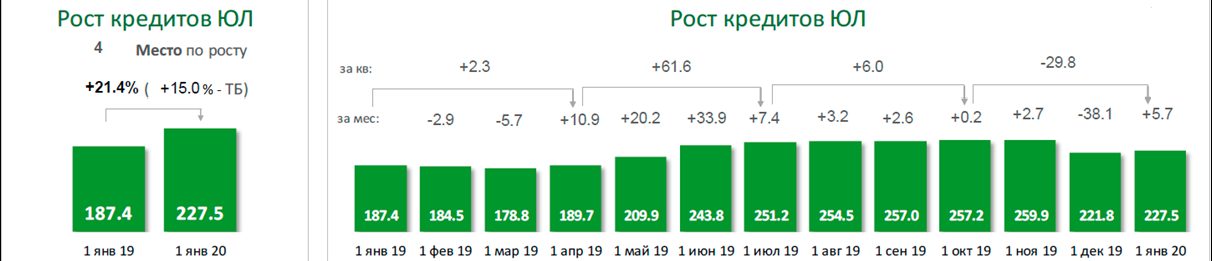 Рост кредитов ЮЛ
4 Место по росту
+21.4% ( +15.0 % - ТБ)
187.4 227.5
1 янв 19 1 янв 20
Рост кредитов ЮЛ
за кв: +2.3 +61.6 +6.0 -29.8
за мес: -2.9 -5.7 +10.9 +20.2 +33.9 +7.4 +3.2 +2.6 +0.2 +2.7 -38.1 +5.7
187.4 184.5 178.8 189.7 209.9 243.8 251.2 254.5 257.0 257.2 259.9 221.8 227.5
1 янв 19 1 фев 19 1 мар 19 1 апр 19 1 май 19 1 июн 19 1 июл 19 1 авг 19 1 сен 19 1 окт 19 1 ноя 19 1 дек 19 1 янв 20